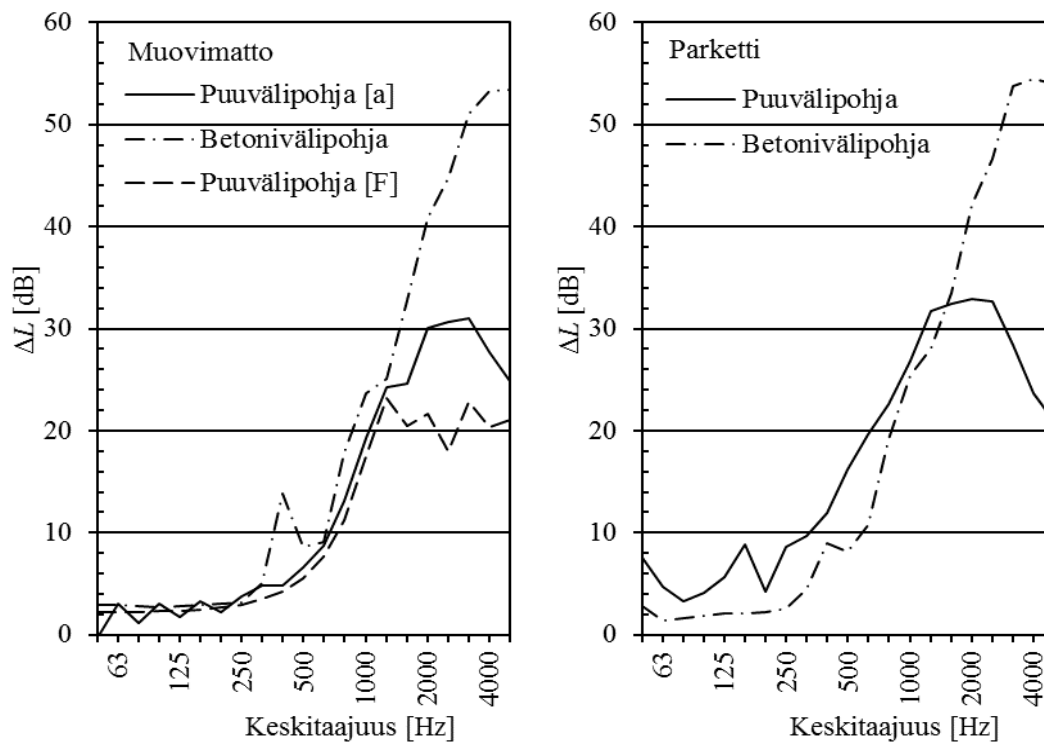 60
50
40
30
20
10
0
ΔL [dB]
Muovimatto
Puuvälipohja [a]
Betonivälipohja
Puuvälipohja [F]
63
125
250
500
1000
2000
4000
Keskitaajuus [Hz]
60
50
40
30
20
10
0
ΔL [dB]
Parketti
Puuvälipohja
Betonivälipohja
63
125
250
500
1000
2000
4000
Keskitaajuus [Hz]